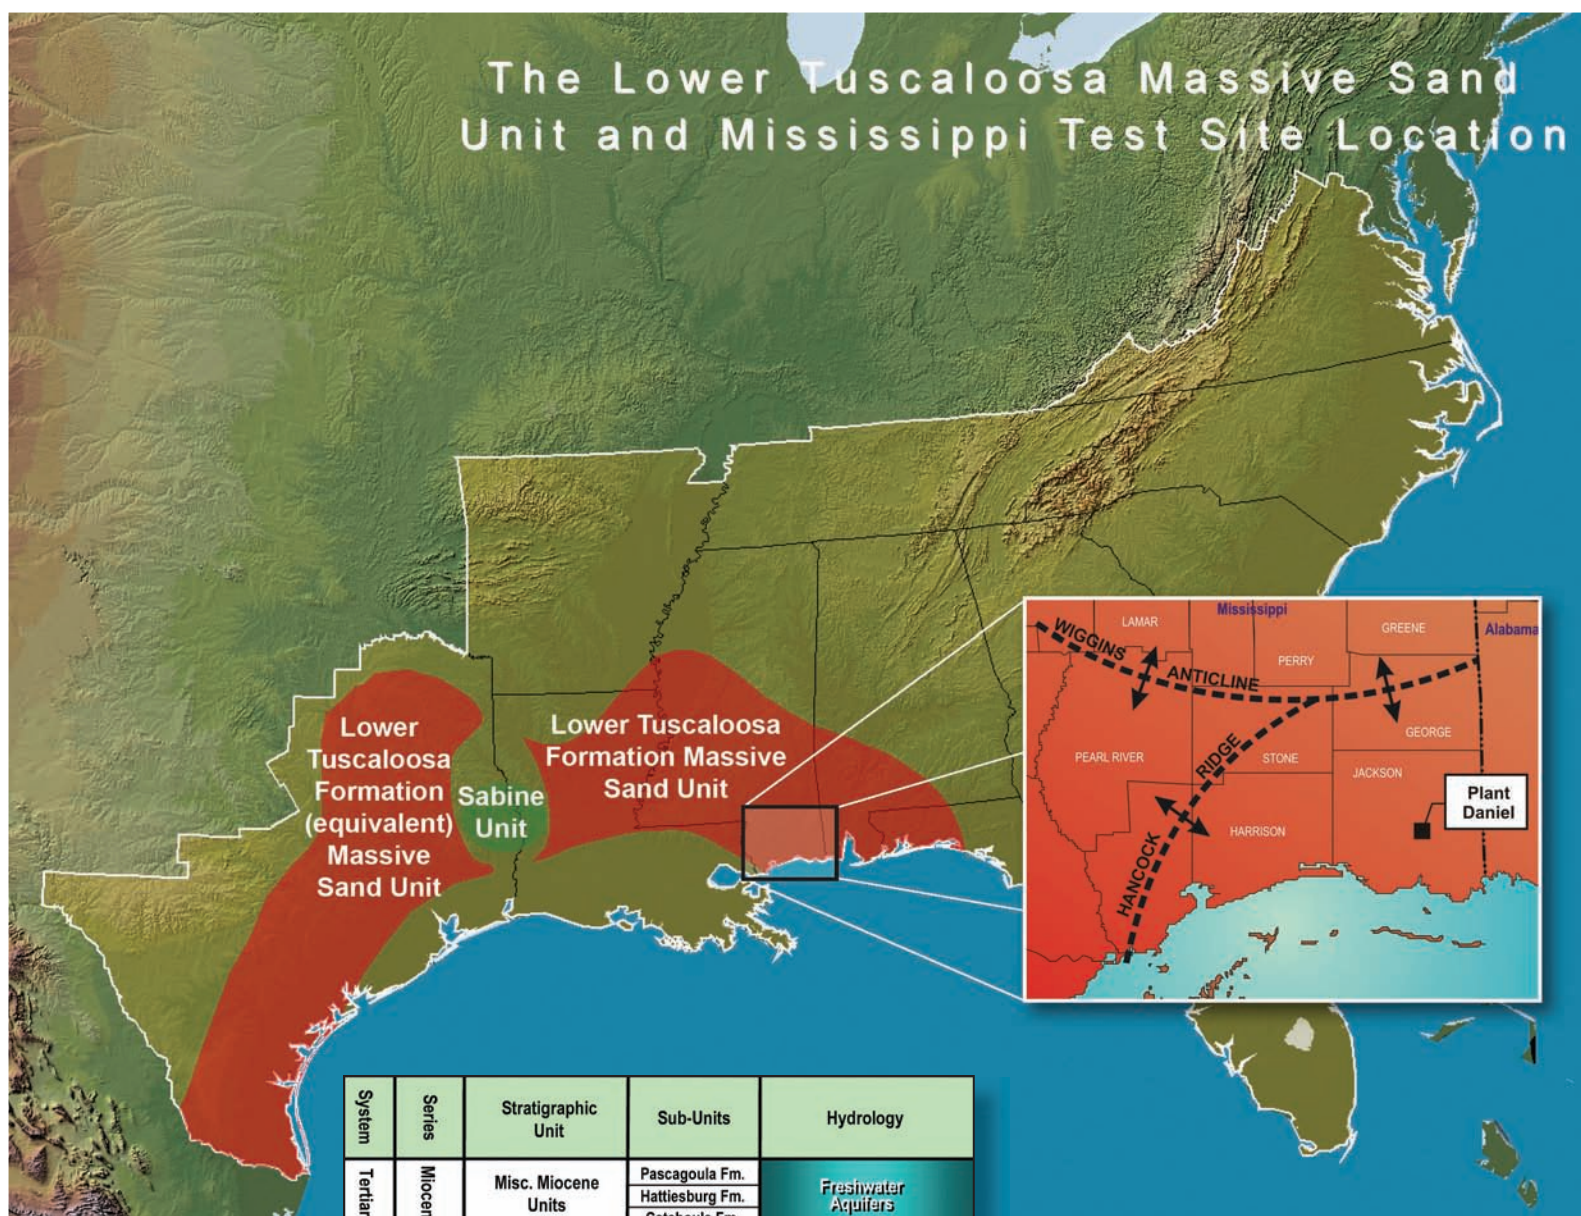 The Lower Tuscaloosa Massive Sand
Unit and Mississippi Test Site Location
Lower
Tuscaloosa
Formation
(equivalent)
Massive
Sand Unit
Sabine
Unit
Lower Tuscaloosa
Formation Massive
Sand Unit
Mississippi
Alabama
LAMAR
GREENE
PERRY
WIGGINS
ANTICLINE
GEORGE
PEARL RIVER
STONE
JACKSON
RIDGE
Plant
Daniel
HARRISON
HANCOCK
System
Series
Stratigraphic
Unit
Sub-Units
Hydrology
Misc. Miocene
Units
Pascagoula Fm.
Hattiesburg Fm.
Freshwater
Aquifers